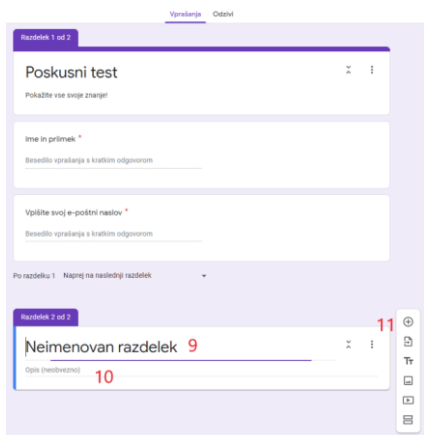 Vprašanja Odzivi
Razdelek 1 od 2
Poskusni test
Pokažite vse svoje znanje!
Ime in priimek *
Besedilo vprašanja s kratkim odgovorom
Vpišite svoj e-poštni naslov *
Besedilo vprašanja s kratkim odgovorom
Po razdelku 1 Naprej na naslednji razdelek
Razdelek 2 od 2
11
Neimenovan razdelek 9
Opis (neobvezno) 10
Tт